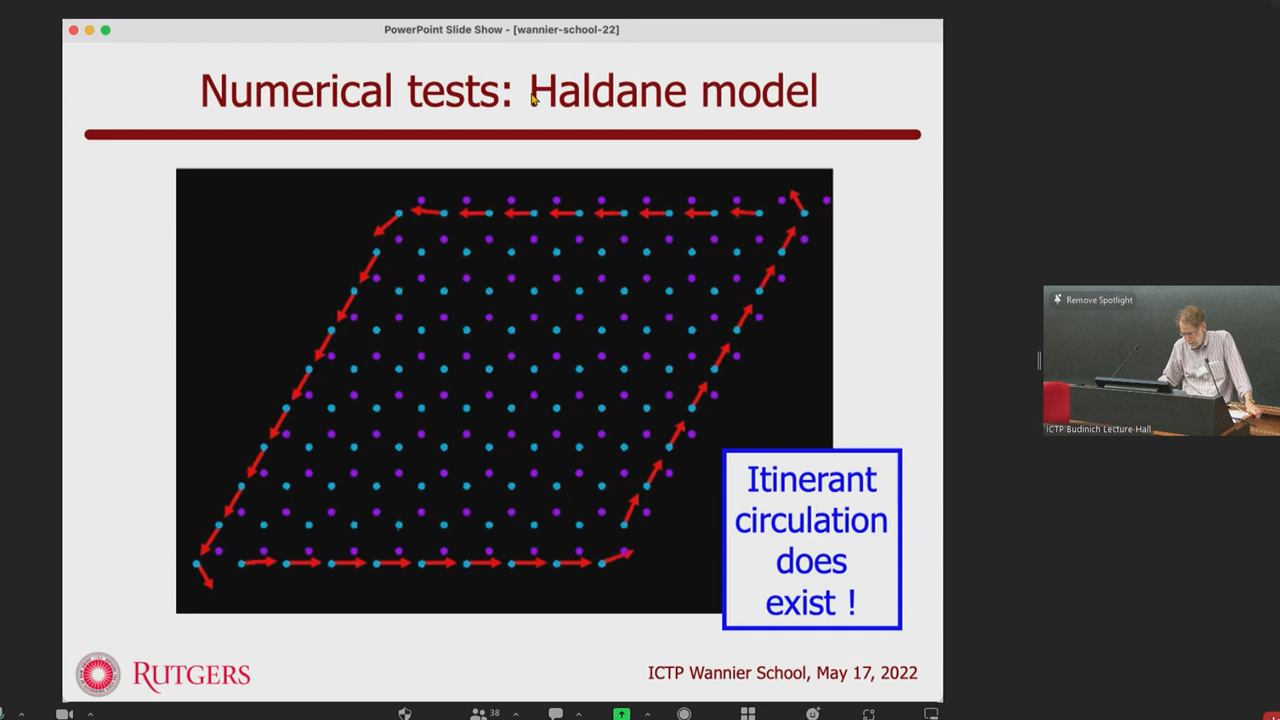 PowerPoint Slide Show - [wannier-school-22]
Numerical tests: Haldane model
Remove Spotlight
ICTP Budinich Lecture Hall
Itinerant
circulation
does
exist !
RUTGERS
ICTP Wannier School, May 17, 2022
38